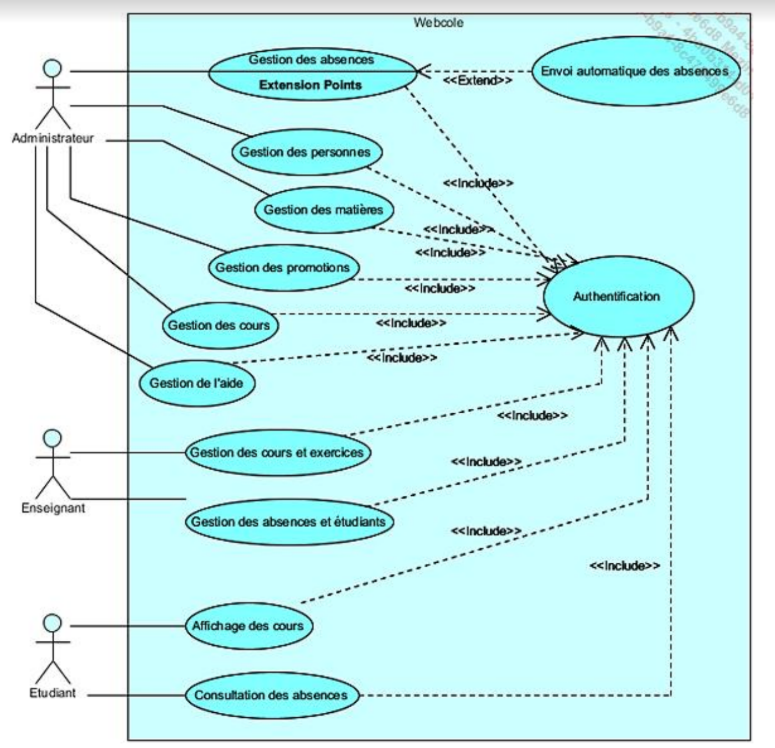 Webcole
Gestion des absences
Extension Points
<<Extend>>
Envoi automatique des absences
Administrateur
Gestion des personnes
<<Include>>
Gestion des matières
<<Include>>
<<Include>>
Gestion des promotions
<<Include>>
Authentification
Gestion des cours
<<Include>>
<<Include>>
Gestion de l'aide
<<Include>>
Gestion des cours et exercices
<<Include>>
Enseignant
Gestion des absences et étudiants
<<Include>>
<<Include>>
Affichage des cours
Etudiant
Consultation des absences